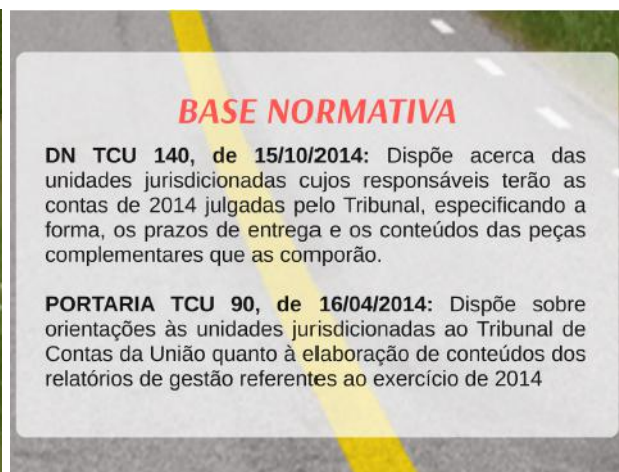 BASE NORMATIVA
DN TCU 140, de 15/10/2014: Dispõe acerca das
unidades jurisdicionadas cujos responsáveis terão as
contas de 2014 julgadas pelo Tribunal, especificando a
forma, os prazos de entrega e os conteúdos das peças
complementares que as comporão.
PORTARIA TCU 90, de 16/04/2014: Dispõe sobre
orientações às unidades jurisdicionadas ao Tribunal de
Contas da União quanto à elaboração de conteúdos dos
relatórios de gestão referentes ao exercício de 2014